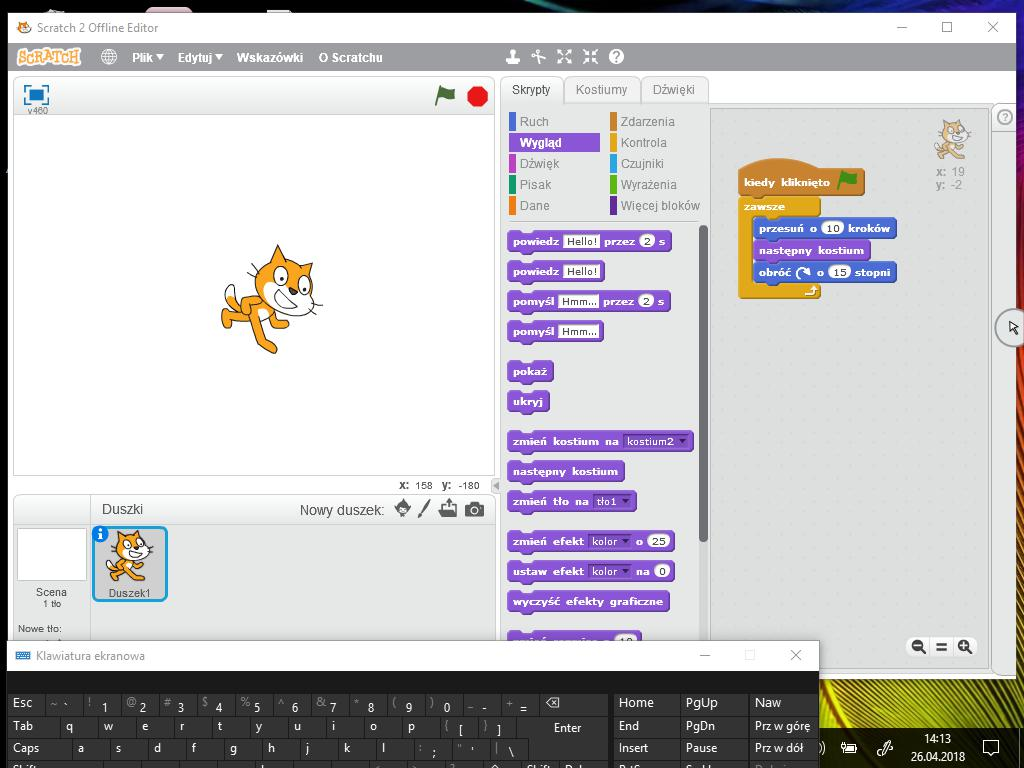 Scratch 2 Offline Editor
SCRATCH Plik Edytuj Wskazówki O Scratchu
v460
Skrypty Kostiumy Dźwięki
Ruch Zdarzenia
Wygląd Kontrola
Dźwięk Czujniki
Pisak Wyrażenia
Dane Więcej bloków
powiedz Hello! przez 2 s
powiedz Hello!
pomyśl Hmm... przez 2 s
pomyśl Hmm...
pokaż
ukryj
zmień kostium na kostium2
następny kostium
zmień tło na tło1
zmień efekt kolor o 25
ustaw efekt kolor na 0
wyczyść efekty graficzne
x: 19
y: -2
kiedy kliknięto
zawsze
przesuń o 10 kroków
następny kostium
obróć o 15 stopni
x: 158 y: -180
Duszki Nowy duszek:
Scena
1 tło
Nowe tło:
Duszek1
Klawiatura ekranowa
Esc ~ ` ! 1 @ 2 # 3 $ 4 % 5 ^ 6 & 7 * 8 ( 9 ) 0 _ - + = Home PgUp Naw
Tab q w e r t y u i o p { [ } ] Enter End PgDn Prz w górę
Caps a s d f g h j k l : ; " ' | \ Insert Pause Prz w dół
14:13
26.04.2018